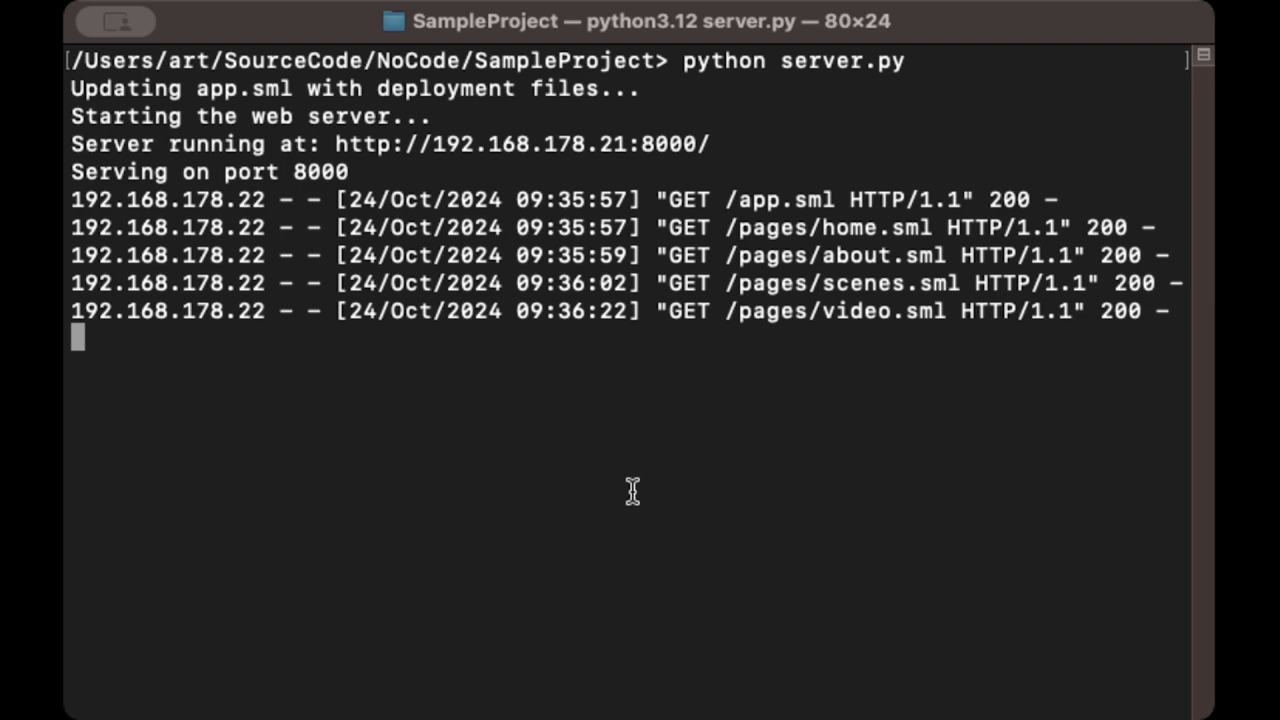 SampleProject — python3.12 server.py — 80×24
[/Users/art/SourceCode/NoCode/SampleProject> python server.py ]
Updating app.sml with deployment files...
Starting the web server...
Server running at: http://192.168.178.21:8000/
Serving on port 8000
192.168.178.22 - - [24/Oct/2024 09:35:57] "GET /app.sml HTTP/1.1" 200 -
192.168.178.22 - - [24/Oct/2024 09:35:57] "GET /pages/home.sml HTTP/1.1" 200 -
192.168.178.22 - - [24/Oct/2024 09:35:59] "GET /pages/about.sml HTTP/1.1" 200 -
192.168.178.22 - - [24/Oct/2024 09:36:02] "GET /pages/scenes.sml HTTP/1.1" 200 -
192.168.178.22 - - [24/Oct/2024 09:36:22] "GET /pages/video.sml HTTP/1.1" 200 -